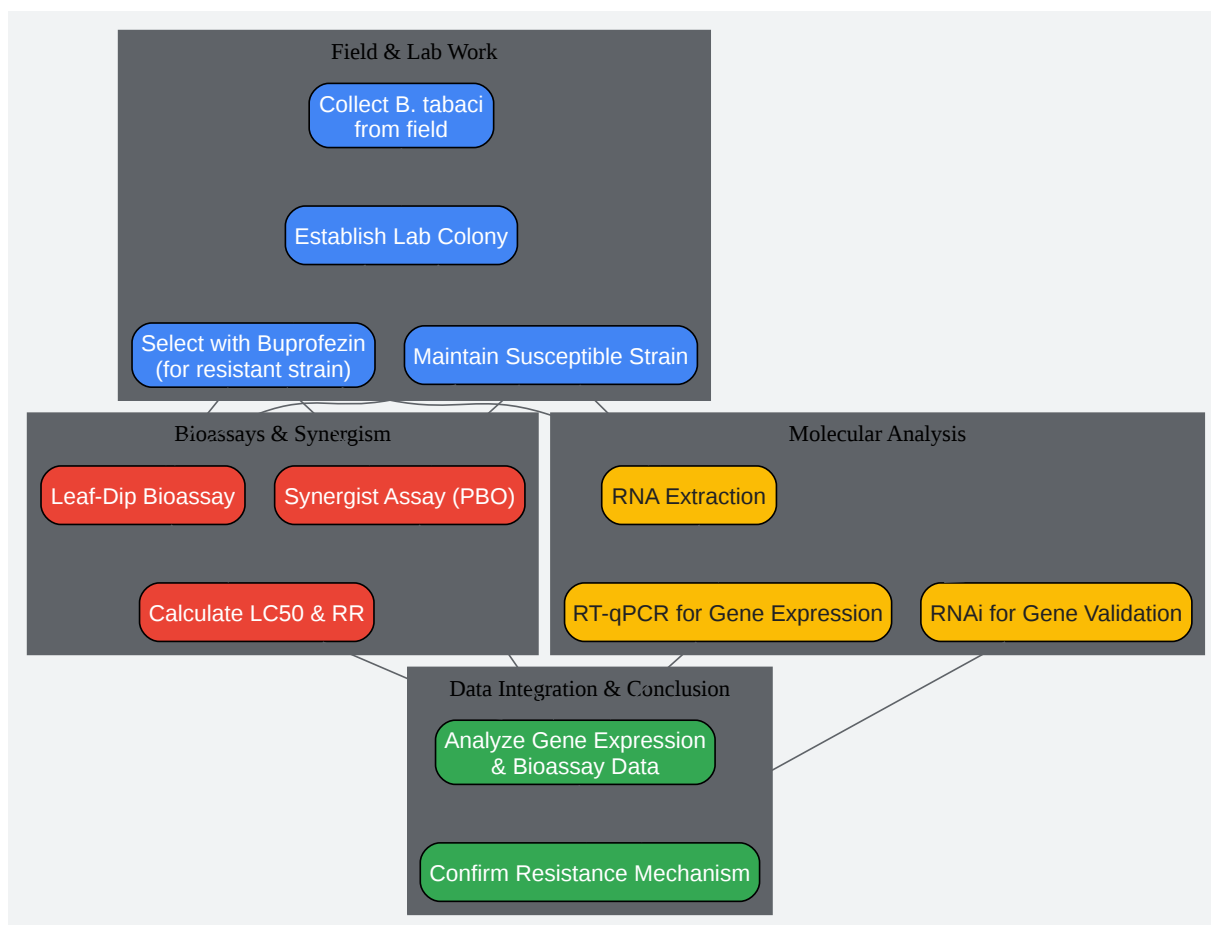 Field & Lab Work
Collect B. tabaci
from field
Establish Lab Colony
Select with Buprofezin
(for resistant strain)
Maintain Susceptible Strain
Bioassays & Synergism
Leaf-Dip Bioassay
Synergist Assay (PBO)
Calculate LC50 & RR
Molecular Analysis
RNA Extraction
RT-qPCR for Gene Expression
RNAi for Gene Validation
Data Integration & Conclusion
Analyze Gene Expression
& Bioassay Data
Confirm Resistance Mechanism